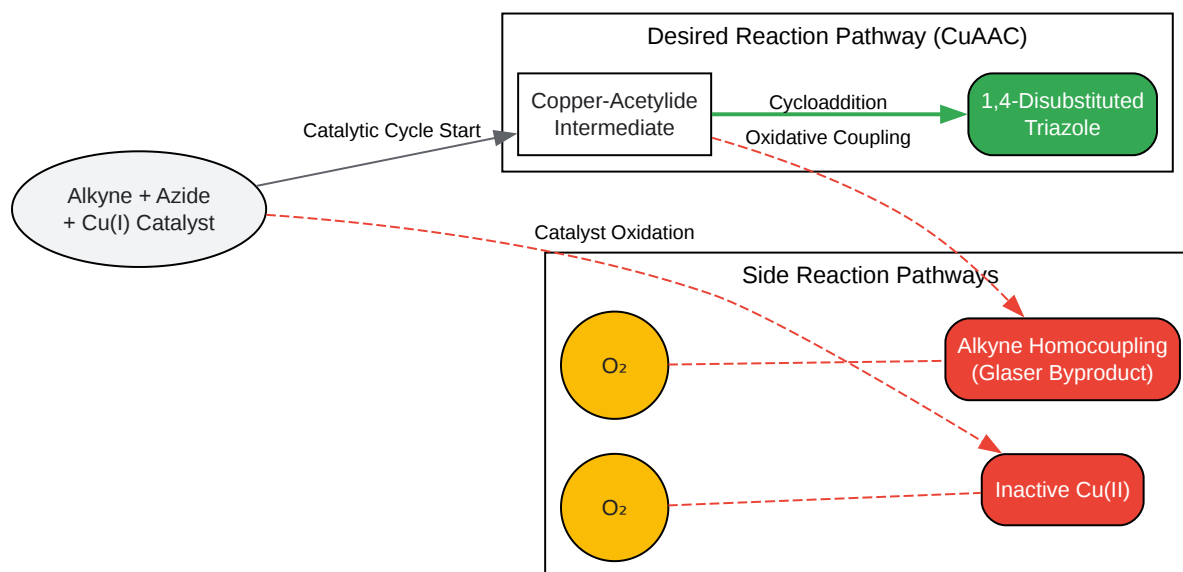 Desired Reaction Pathway (CuAAC)
Copper-Acetylide
Intermediate
Cycloaddition
Oxidative Coupling
1,4-Disubstituted
Triazole
Catalytic Cycle Start
Alkyne + Azide
+ Cu(I) Catalyst
Catalyst Oxidation
Side Reaction Pathways
O₂
Alkyne Homocoupling
(Glaser Byproduct)
O₂
Inactive Cu(II)